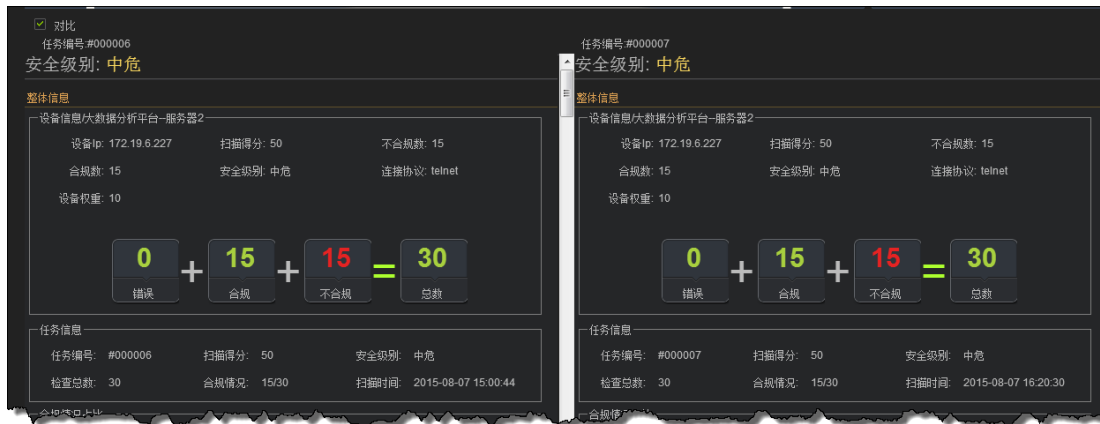 对比
任务编号:#000006
安全级别: 中危
整体信息
设备信息/大数据分析平台--服务器2
设备Ip: 172.19.6.227 扫描得分: 50 不合规数: 15
合规数: 15 安全级别: 中危 连接协议: telnet
设备权重: 10
0 + 15 + 15 = 30
错误 合规 不合规 总数
任务信息
任务编号: #000006 扫描得分: 50 安全级别: 中危
检查总数: 30 合规情况: 15/30 扫描时间: 2015-08-07 15:00:44
合规情况占比
任务编号:#000007
安全级别: 中危
整体信息
设备信息/大数据分析平台--服务器2
设备Ip: 172.19.6.227 扫描得分: 50 不合规数: 15
合规数: 15 安全级别: 中危 连接协议: telnet
设备权重: 10
0 + 15 + 15 = 30
错误 合规 不合规 总数
任务信息
任务编号: #000007 扫描得分: 50 安全级别: 中危
检查总数: 30 合规情况: 15/30 扫描时间: 2015-08-07 16:20:30
合规情